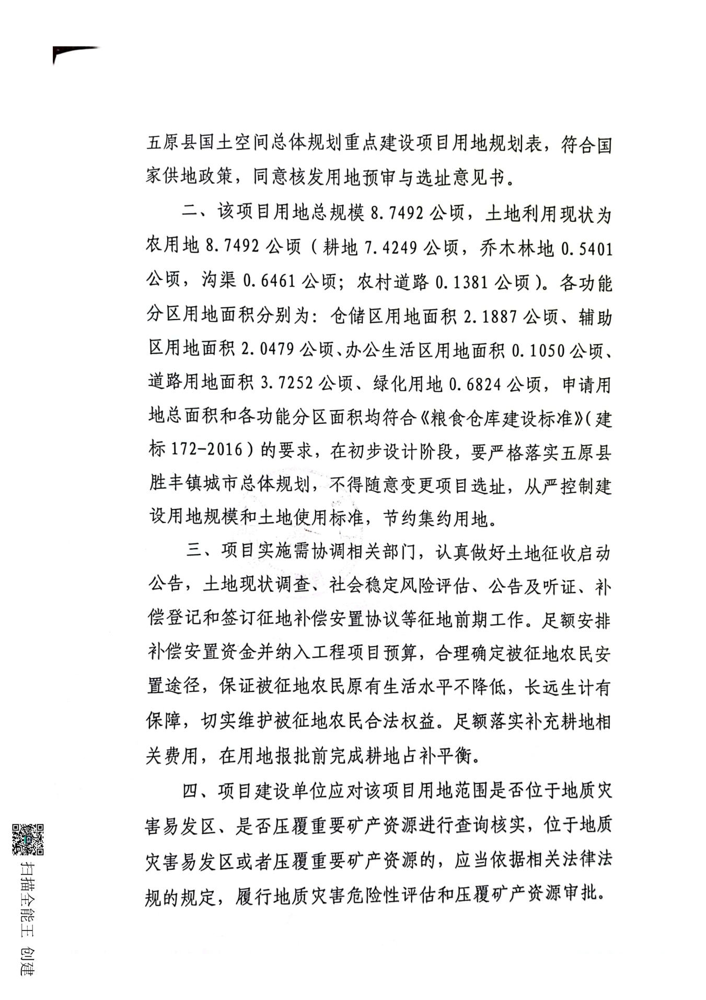 五原县国土空间总体规划重点建设项目用地规划表，符合国
家供地政策，同意核发用地预审与选址意见书。
二、该项目用地总规模 8.7492 公顷，土地利用现状为
农用地 8.7492 公顷（耕地 7.4249 公顷，乔木林地 0.5401
公顷，沟渠 0.6461 公顷；农村道路 0.1381 公顷）。各功能
分区用地面积分别为：仓储区用地面积 2.1887 公顷、辅助
区用地面积 2.0479 公顷、办公生活区用地面积 0.1050 公顷、
道路用地面积 3.7252 公顷、绿化用地 0.6824 公顷，申请用
地总面积和各功能分区面积均符合《粮食仓库建设标准》（建
标 172-2016）的要求，在初步设计阶段，要严格落实五原县
胜丰镇城市总体规划，不得随意变更项目选址，从严控制建
设用地规模和土地使用标准，节约集约用地。
三、项目实施需协调相关部门，认真做好土地征收启动
公告，土地现状调查、社会稳定风险评估、公告及听证、补
偿登记和签订征地补偿安置协议等征地前期工作。足额安排
补偿安置资金并纳入工程项目预算，合理确定被征地农民安
置途径，保证被征地农民原有生活水平不降低，长远生计有
保障，切实维护被征地农民合法权益。足额落实补充耕地相
关费用，在用地报批前完成耕地占补平衡。
四、项目建设单位应对该项目用地范围是否位于地质灾
害易发区、是否压覆重要矿产资源进行查询核实，位于地质
灾害易发区或者压覆重要矿产资源的，应当依据相关法律法
规的规定，履行地质灾害危险性评估和压覆矿产资源审批。
扫描全能王 创建